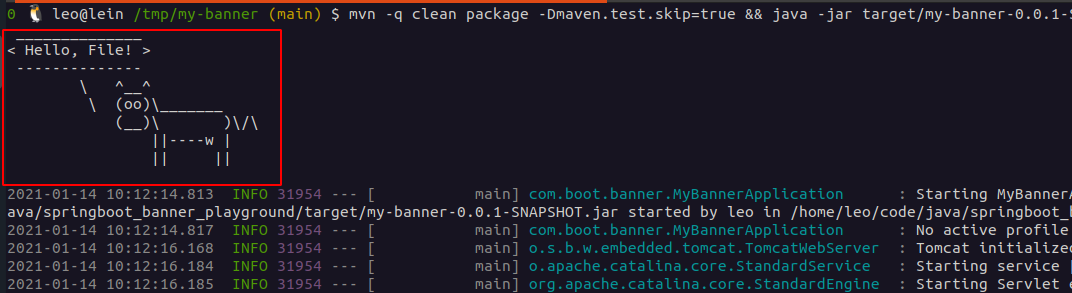 0 🐧 leo@lein /tmp/my-banner (main) $ mvn -q clean package -Dmaven.test.skip=true && java -jar target/my-banner-0.0.1-S
 ______________
< Hello, File! >
 --------------
        \   ^__^
         \  (oo)\_______
            (__)\       )\/\
                ||----w |
                ||     ||
2021-01-14 10:12:14.813  INFO 31954 --- [           main] com.boot.banner.MyBannerApplication      : Starting MyBannerA
ava/springboot_banner_playground/target/my-banner-0.0.1-SNAPSHOT.jar started by leo in /home/leo/code/java/springboot_b
2021-01-14 10:12:14.817  INFO 31954 --- [           main] com.boot.banner.MyBannerApplication      : No active profile
2021-01-14 10:12:16.168  INFO 31954 --- [           main] o.s.b.w.embedded.tomcat.TomcatWebServer  : Tomcat initialized
2021-01-14 10:12:16.184  INFO 31954 --- [           main] o.apache.catalina.core.StandardService   : Starting service [
2021-01-14 10:12:16.185  INFO 31954 --- [           main] org.apache.catalina.core.StandardEngine  : Starting Servlet e